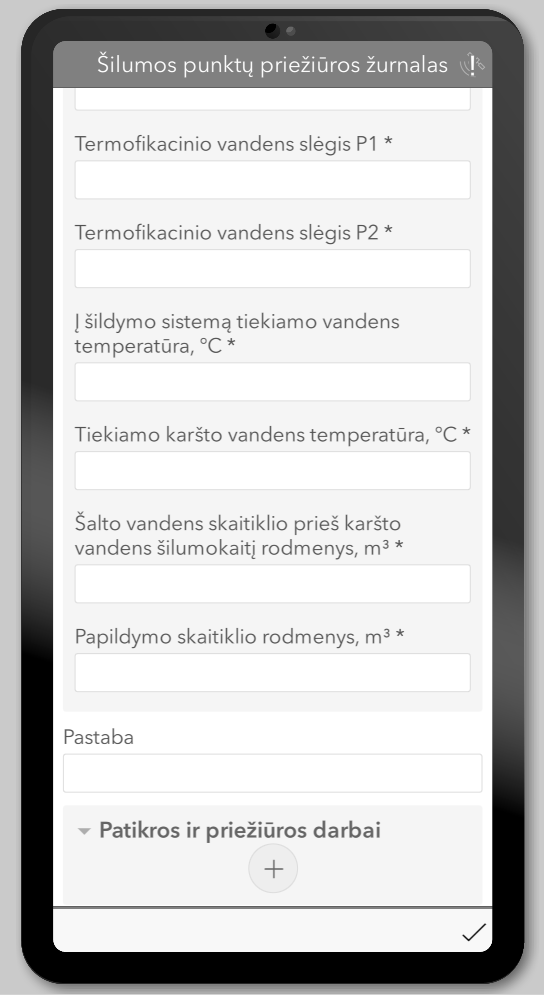 Šilumos punktų priežiūros žurnalas
Termofikacinio vandens slėgis P1 *
Termofikacinio vandens slėgis P2 *
Į šildymo sistemą tiekiamo vandens
temperatūra, °C *
Tiekiamo karšto vandens temperatūra, °C *
Šalto vandens skaitiklio prieš karšto
vandens šilumokaitį rodmenys, m³ *
Papildymo skaitiklio rodmenys, m³ *
Pastaba
Patikros ir priežiūros darbai